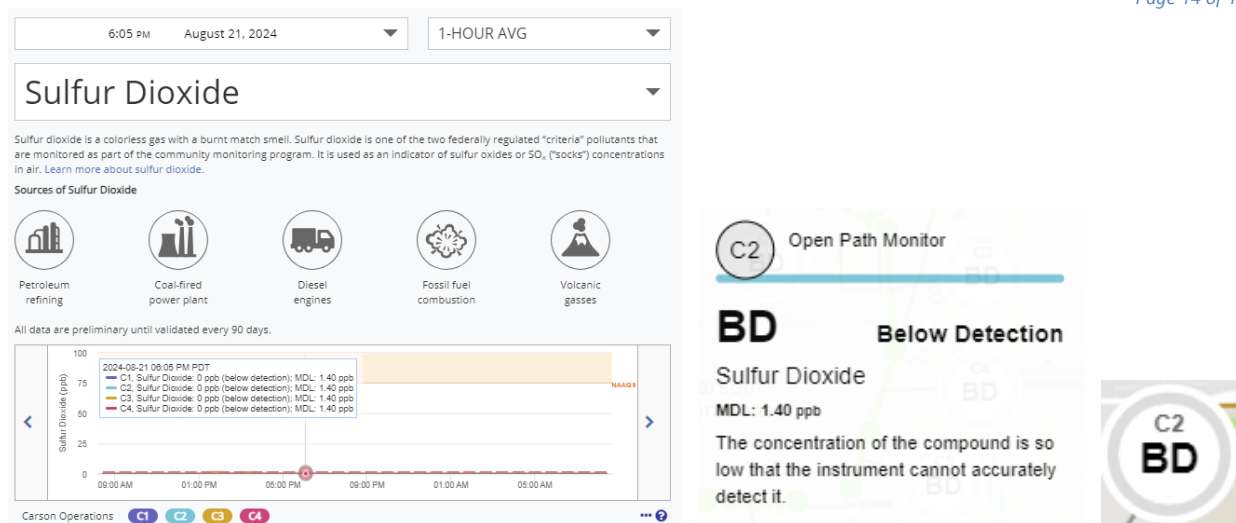 Page 14 of 1
6:05 PM August 21, 2024
1-HOUR AVG
Sulfur Dioxide
Sulfur dioxide is a colorless gas with a burnt match smell. Sulfur dioxide is one of the two federally regulated “criteria” pollutants that
are monitored as part of the community monitoring program. It is used as an indicator of sulfur oxides or SOₓ (“socks”) concentrations
in air. Learn more about sulfur dioxide.
Sources of Sulfur Dioxide
Petroleum
refining
Coal-fired
power plant
Diesel
engines
Fossil fuel
combustion
Volcanic
gasses
All data are preliminary until validated every 90 days.
Sulfur Dioxide (ppb)
100
75
50
25
0
2024-08-21 06:05 PM PDT
C1, Sulfur Dioxide: 0 ppb (below detection); MDL: 1.40 ppb
C2, Sulfur Dioxide: 0 ppb (below detection); MDL: 1.40 ppb
C3, Sulfur Dioxide: 0 ppb (below detection); MDL: 1.40 ppb
C4, Sulfur Dioxide: 0 ppb (below detection); MDL: 1.40 ppb
NAAQS
09:00 AM 01:00 PM 05:00 PM 09:00 PM 01:00 AM 05:00 AM
Carson Operations C1 C2 C3 C4
C2 Open Path Monitor
BD Below Detection
Sulfur Dioxide
MDL: 1.40 ppb
The concentration of the compound is so
low that the instrument cannot accurately
detect it.
C3
BD
C4
BD
BD
BD
C2
BD